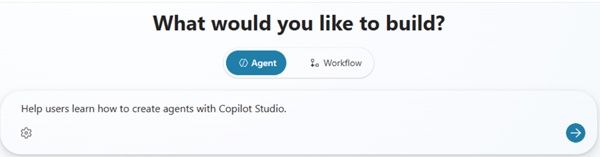 What would you like to build?
Agent Workflow
Help users learn how to create agents with Copilot Studio.